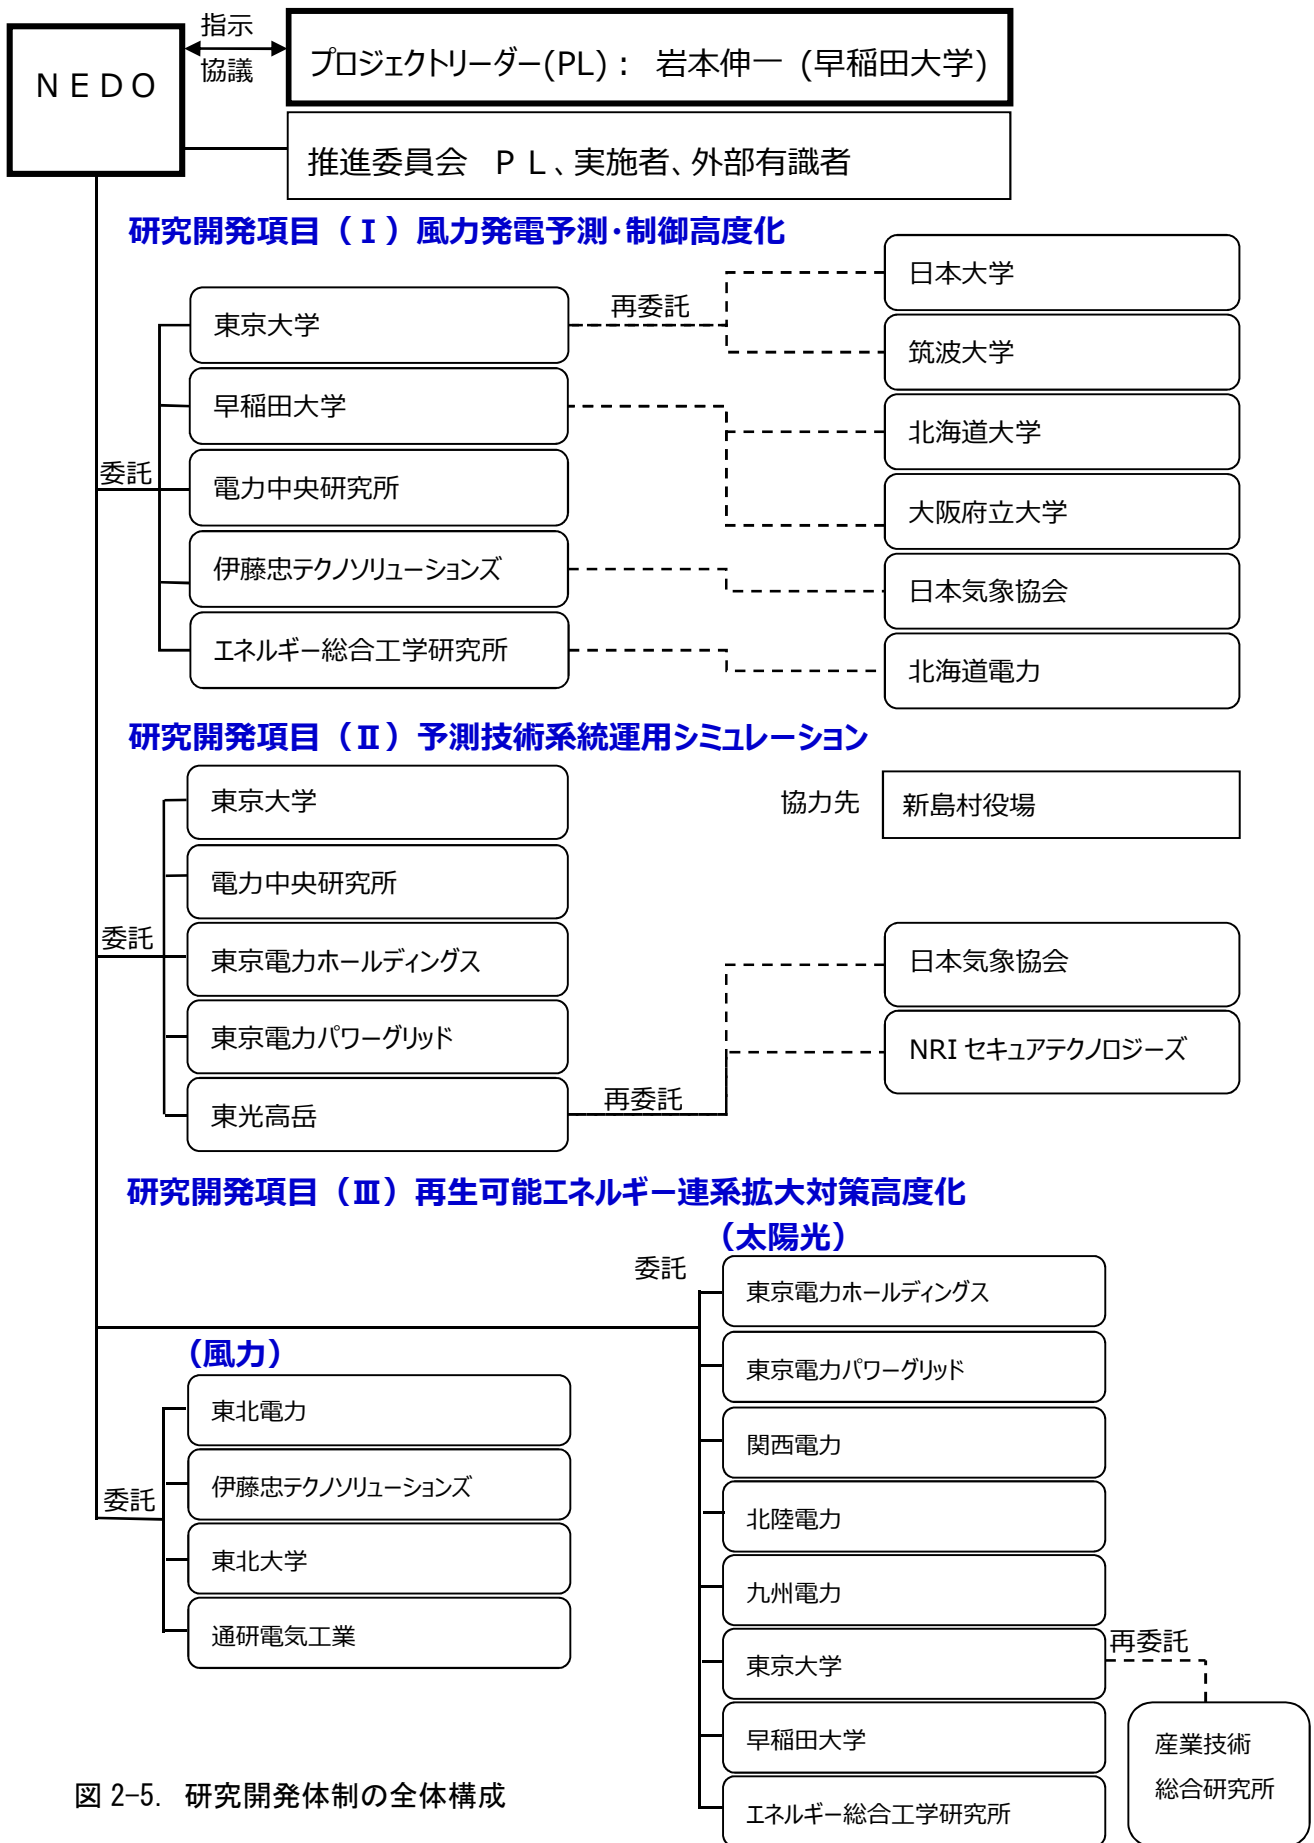 指示
協議
NEDO
プロジェクトリーダー(PL)： 岩本伸一 (早稲田大学)
推進委員会 PL、実施者、外部有識者
研究開発項目（Ⅰ）風力発電予測・制御高度化
委託
東京大学
早稲田大学
電力中央研究所
伊藤忠テクノソリューションズ
エネルギー総合工学研究所
再委託
日本大学
筑波大学
北海道大学
大阪府立大学
日本気象協会
北海道電力
研究開発項目（Ⅱ）予測技術系統運用シミュレーション
協力先
新島村役場
委託
東京大学
電力中央研究所
東京電力ホールディングス
東京電力パワーグリッド
東光高岳
再委託
日本気象協会
NRIセキュアテクノロジーズ
研究開発項目（Ⅲ）再生可能エネルギー連系拡大対策高度化
（太陽光）
委託
東京電力ホールディングス
東京電力パワーグリッド
関西電力
北陸電力
九州電力
東京大学
早稲田大学
エネルギー総合工学研究所
再委託
産業技術
総合研究所
（風力）
委託
東北電力
伊藤忠テクノソリューションズ
東北大学
通研電気工業
図 2-5. 研究開発体制の全体構成